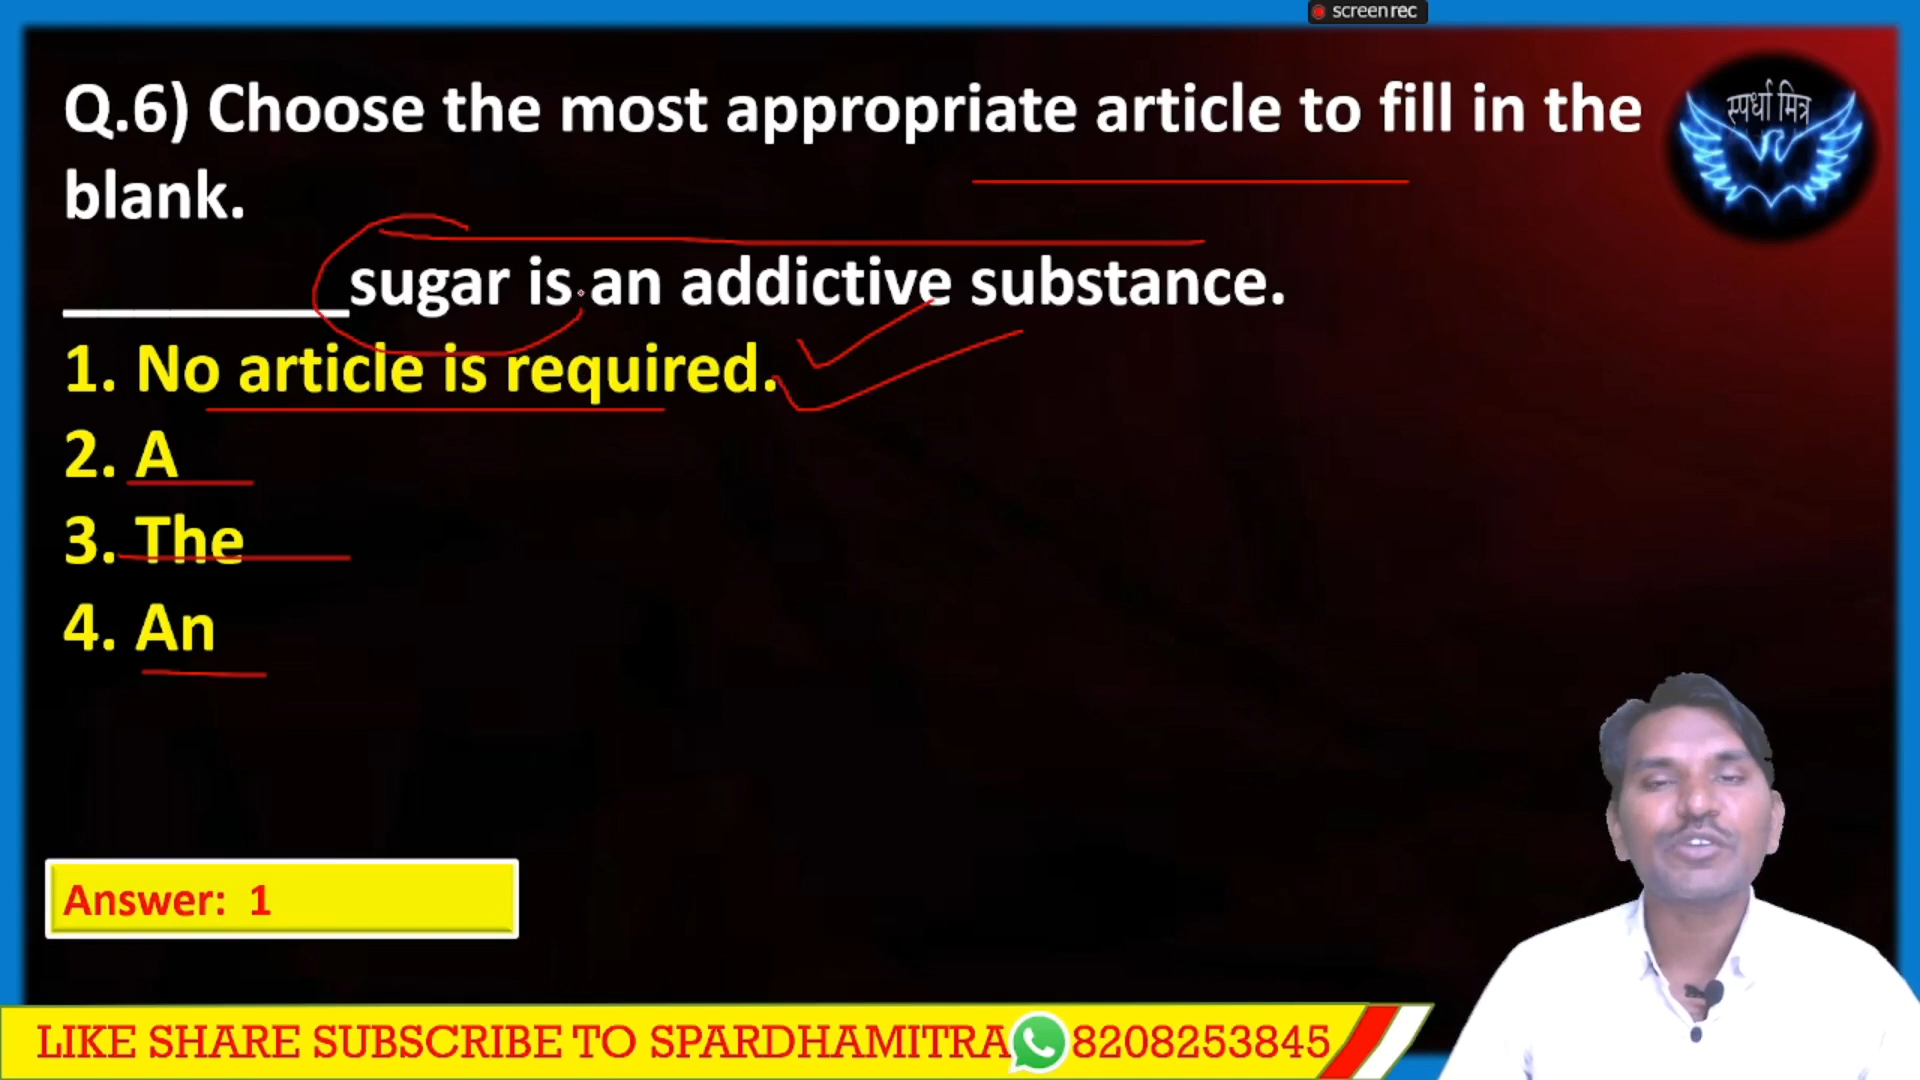 screenrec
Q.6) Choose the most appropriate article to fill in the
स्पर्धा मित्र
blank.
__________sugar is an addictive substance.
1. No article is required.
2. A
3. The
4. An
Answer: 1
LIKE SHARE SUBSCRIBE TO SPARDHAMITRA 8208253845